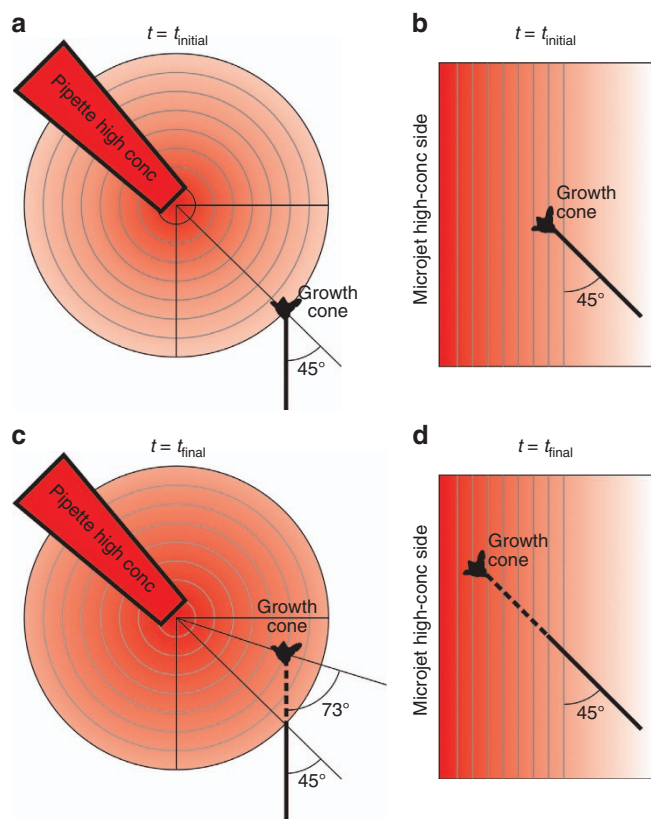 a
t = tinitial
Pipette high conc
Growth
cone
45°
b
t = tinitial
Microjet high-conc side
Growth
cone
45°
c
t = tfinal
Pipette high conc
Growth
cone
73°
45°
d
t = tfinal
Microjet high-conc side
Growth
cone
45°